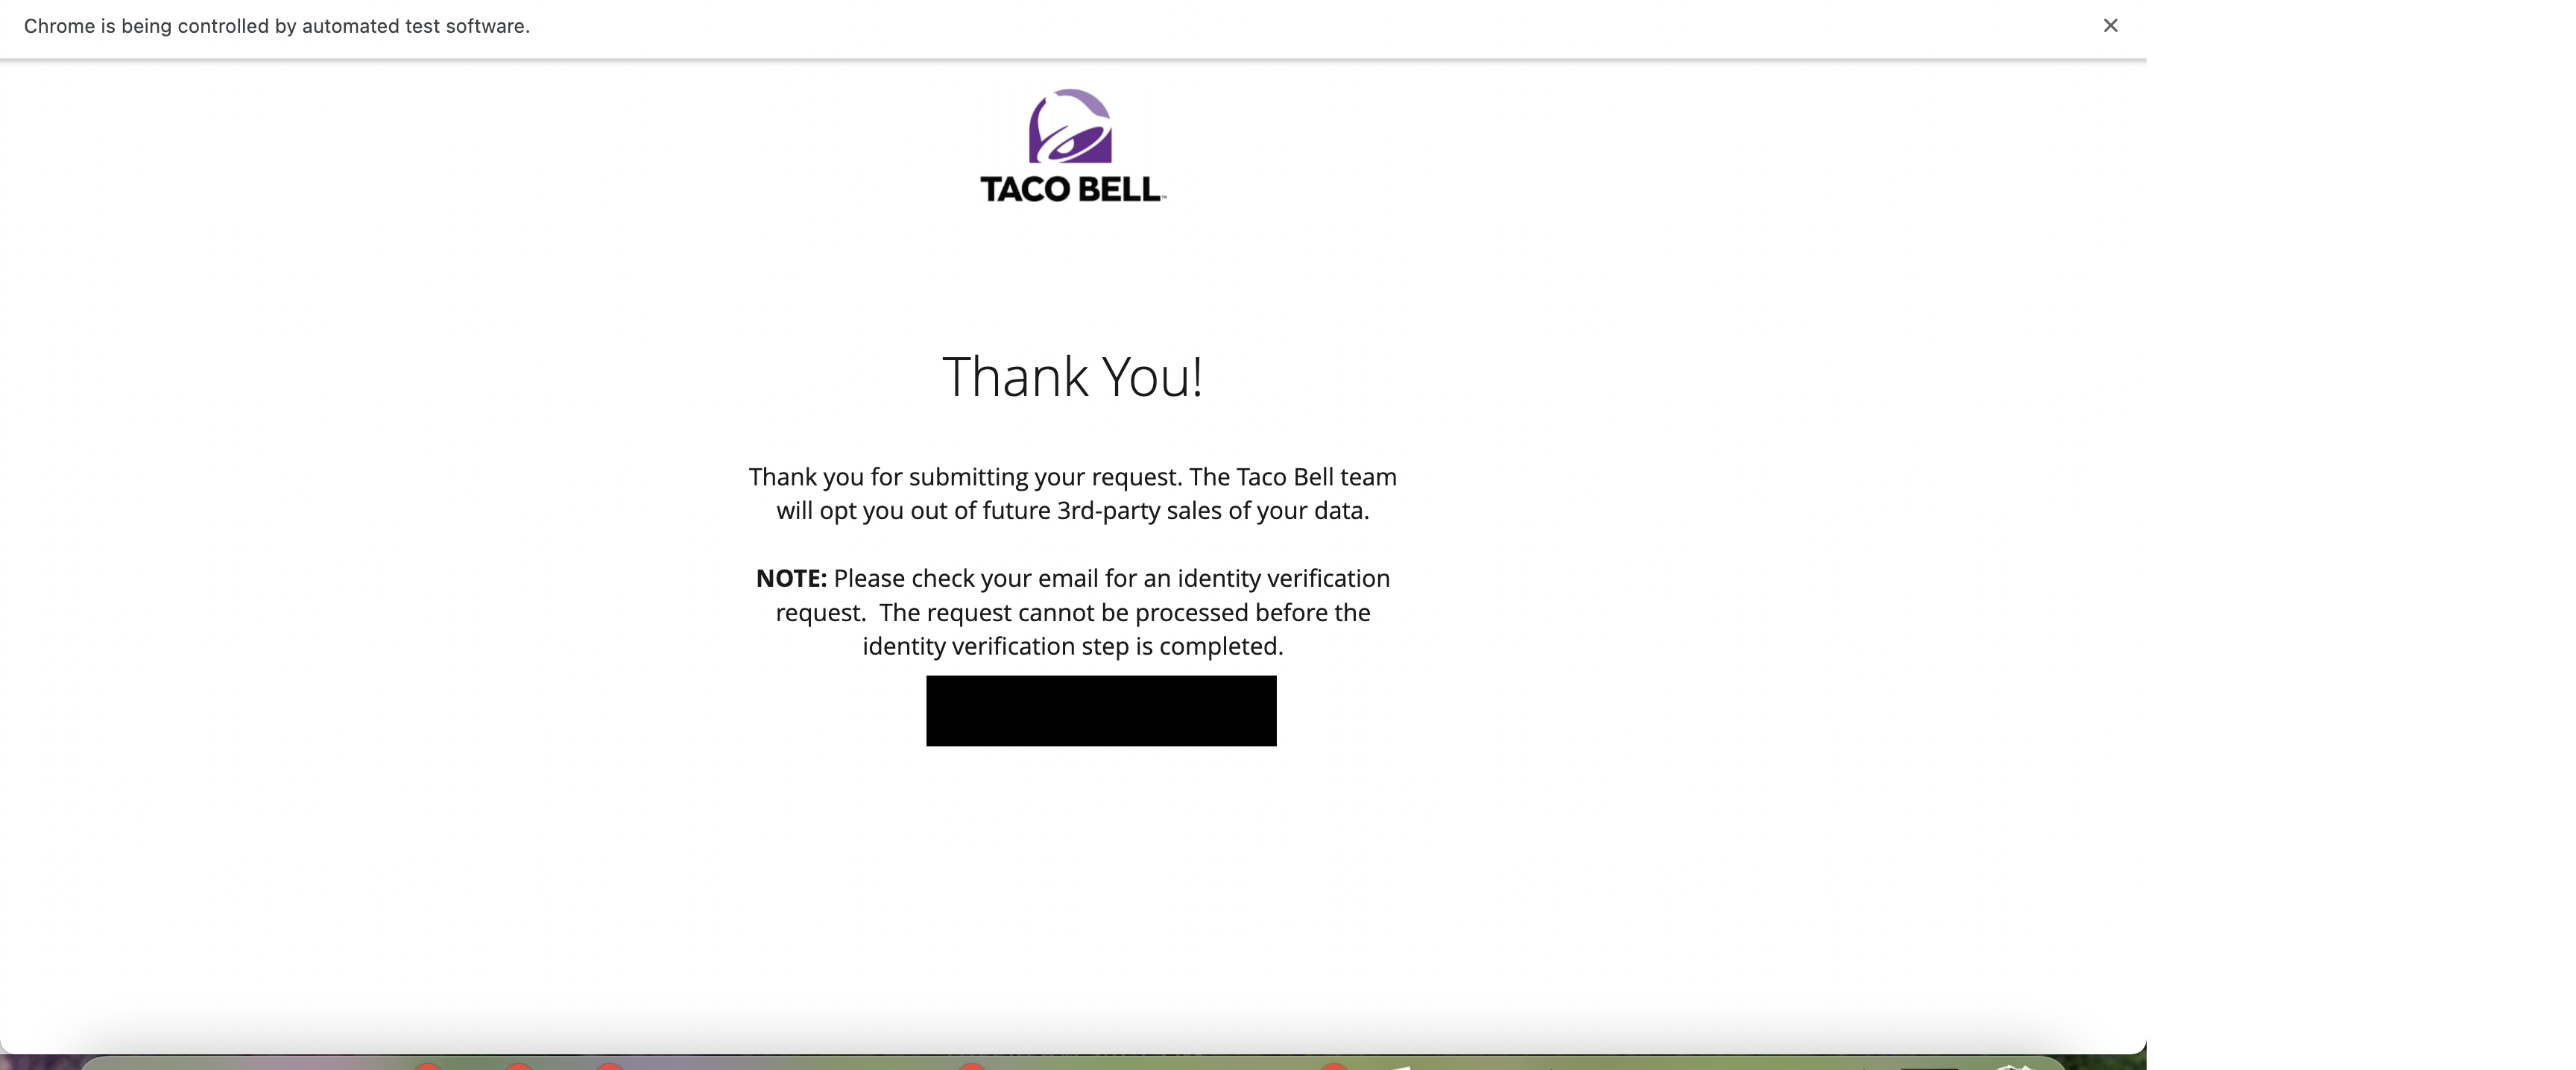 Chrome is being controlled by automated test software.
TACO BELL™
Thank You!
Thank you for submitting your request. The Taco Bell team
will opt you out of future 3rd-party sales of your data.
NOTE: Please check your email for an identity verification
request.  The request cannot be processed before the
identity verification step is completed.